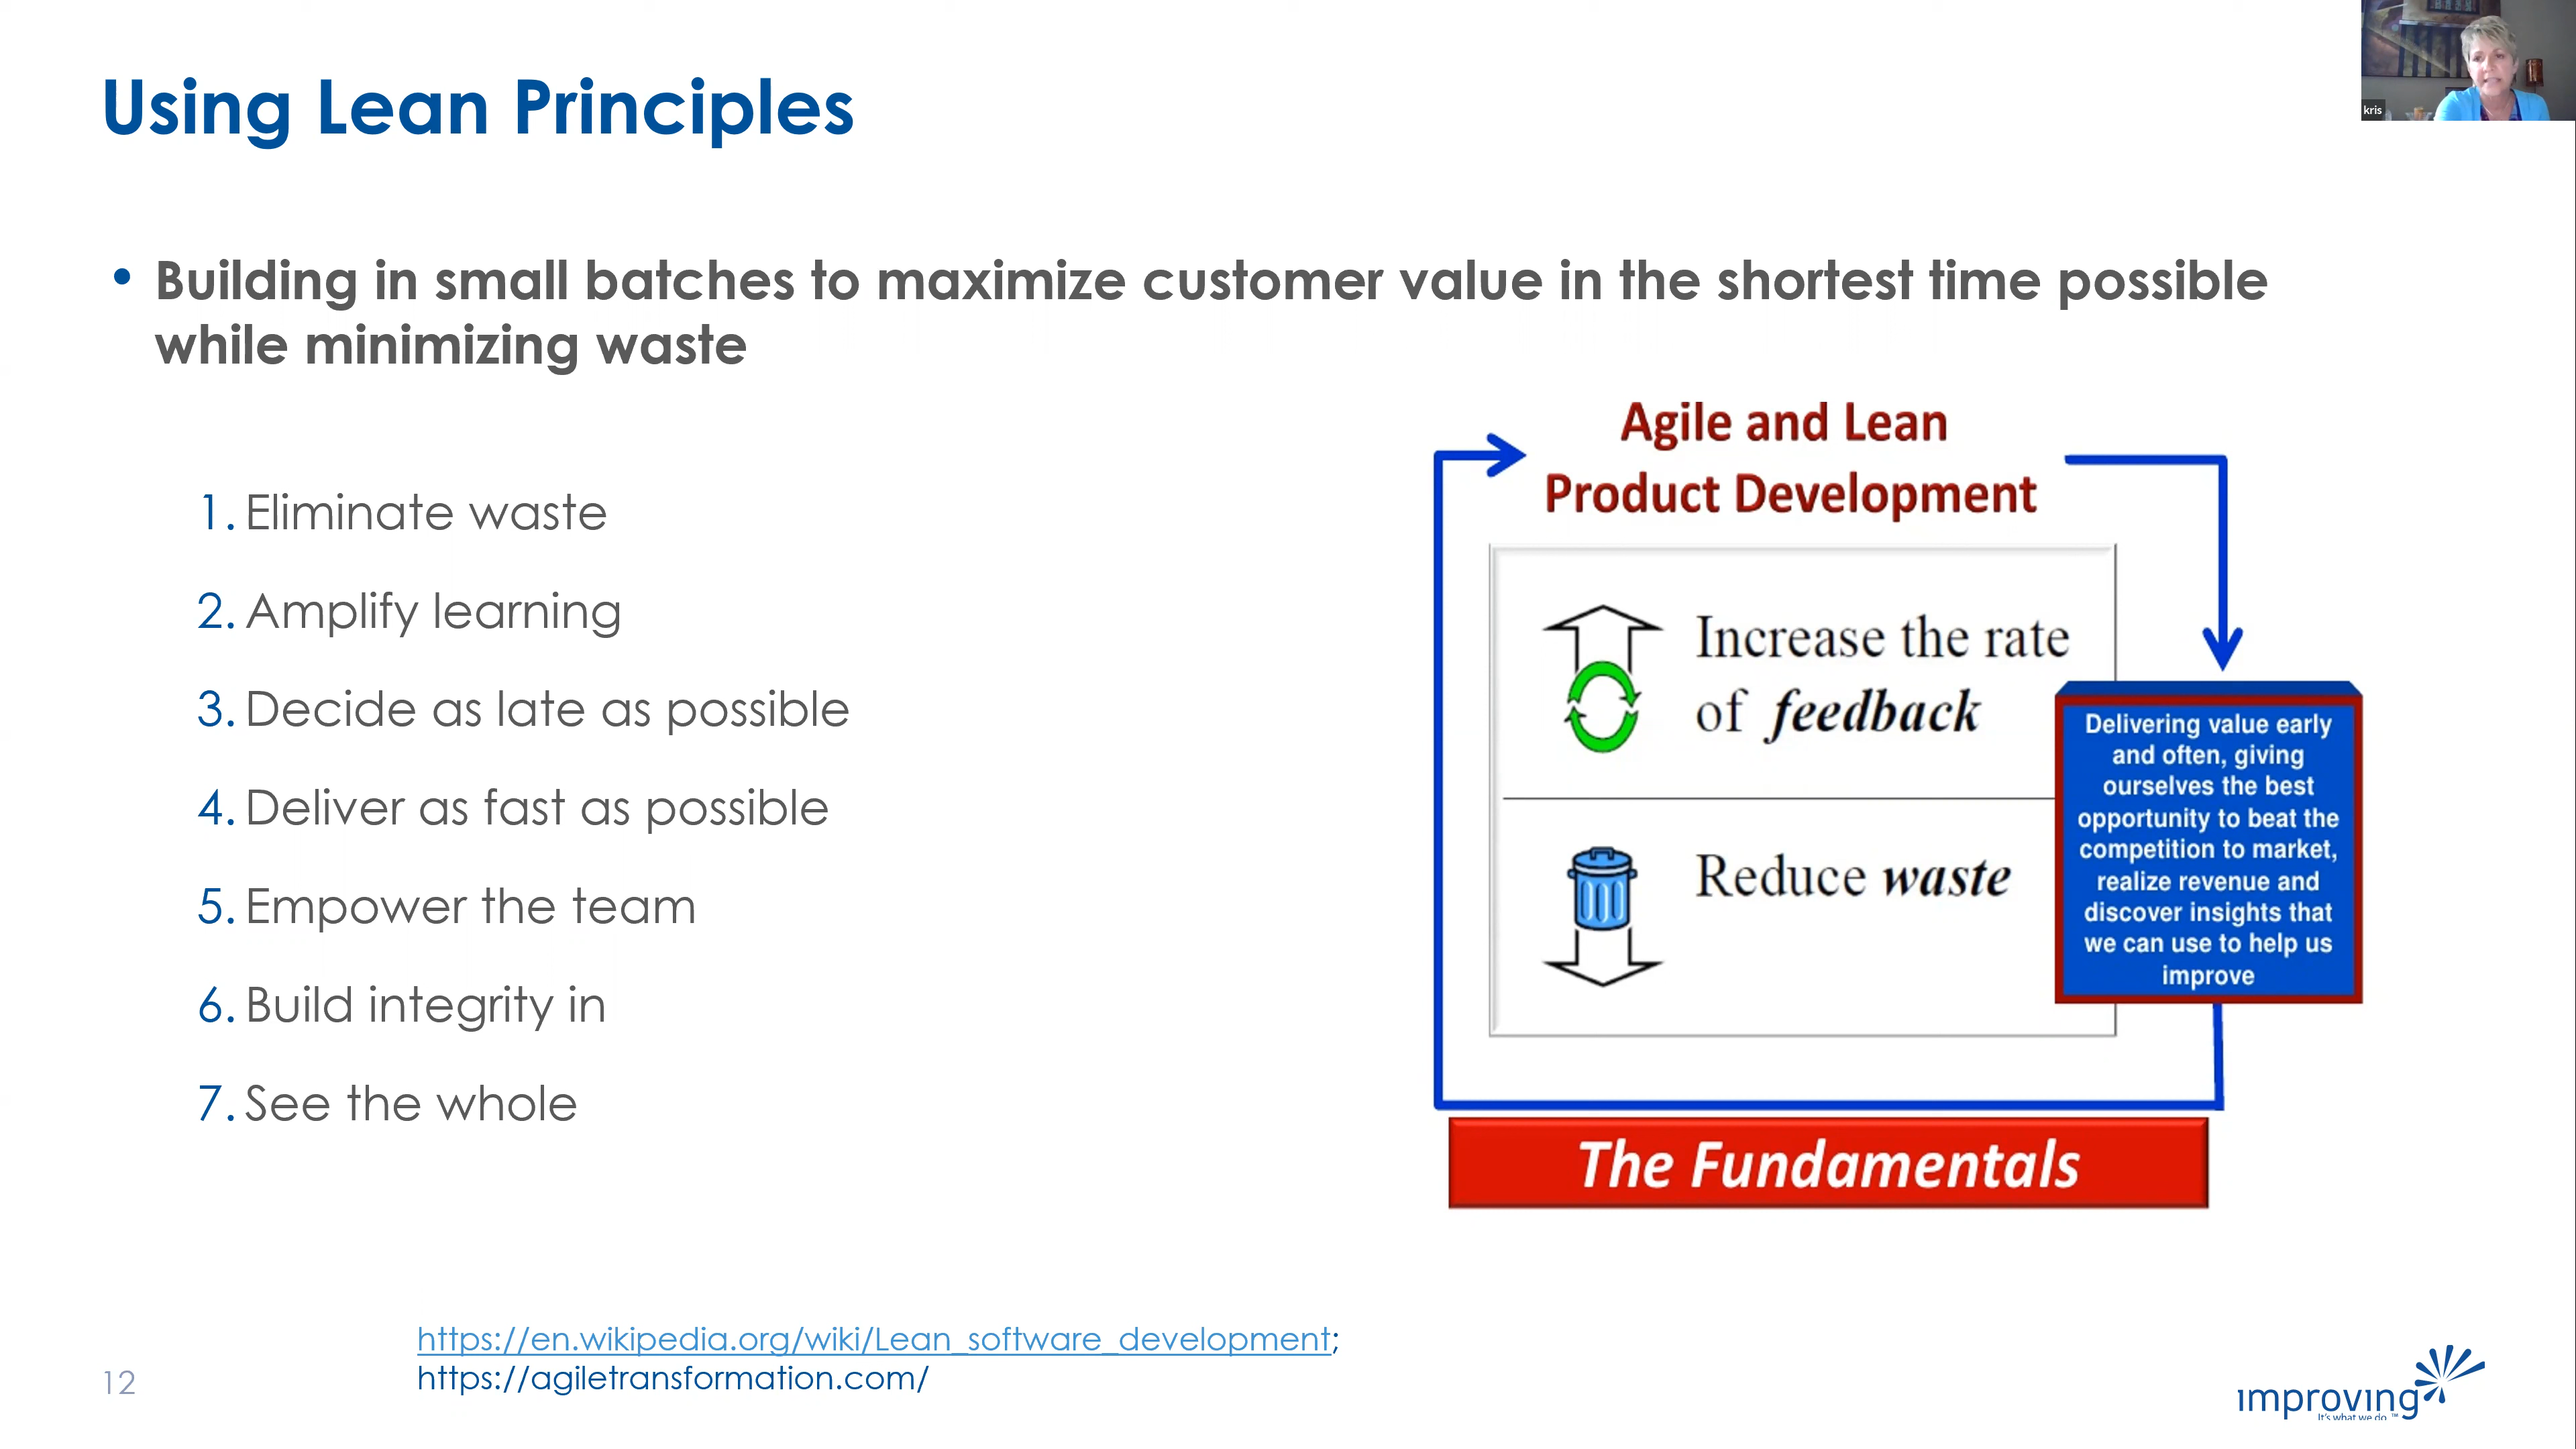 Using Lean Principles
kris
• Building in small batches to maximize customer value in the shortest time possible
while minimizing waste
1. Eliminate waste
2. Amplify learning
3. Decide as late as possible
4. Deliver as fast as possible
5. Empower the team
6. Build integrity in
7. See the whole
Agile and Lean
Product Development
Increase the rate
of feedback
Reduce waste
Delivering value early
and often, giving
ourselves the best
opportunity to beat the
competition to market,
realize revenue and
discover insights that
we can use to help us
improve
The Fundamentals
https://en.wikipedia.org/wiki/Lean_software_development;
https://agiletransformation.com/
12
improving
It's what we do.™